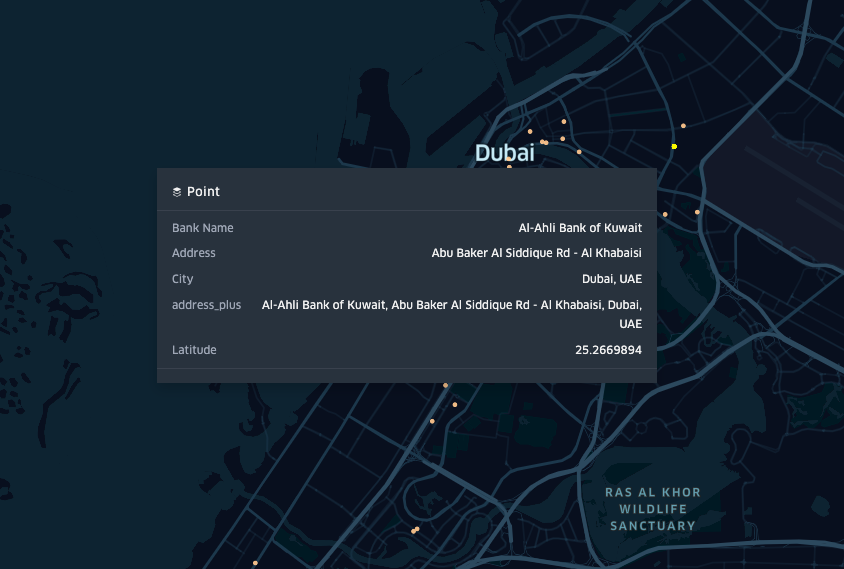 Dubai
Point
Bank Name Al-Ahli Bank of Kuwait
Address Abu Baker Al Siddique Rd - Al Khabaisi
City Dubai, UAE
address_plus Al-Ahli Bank of Kuwait, Abu Baker Al Siddique Rd - Al Khabaisi, Dubai,
UAE
Latitude 25.2669894
RAS AL KHOR
WILDLIFE
SANCTUARY